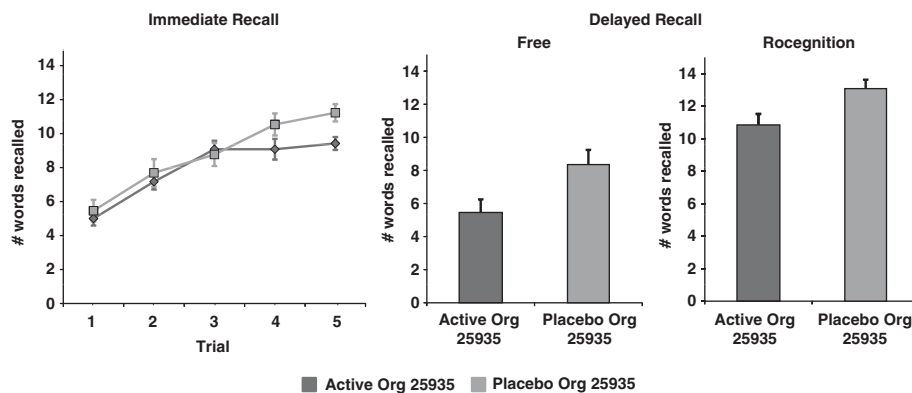 Immediate Recall
Delayed Recall
Free
Rocegnition
# words recalled
14
12
10
8
6
4
2
0
1 2 3 4 5
Trial
# words recalled
14
12
10
8
6
4
2
0
Active Org
25935
Placebo Org
25935
# words recalled
14
12
10
8
6
4
2
0
Active Org
25935
Placebo Org
25935
Active Org 25935
Placebo Org 25935